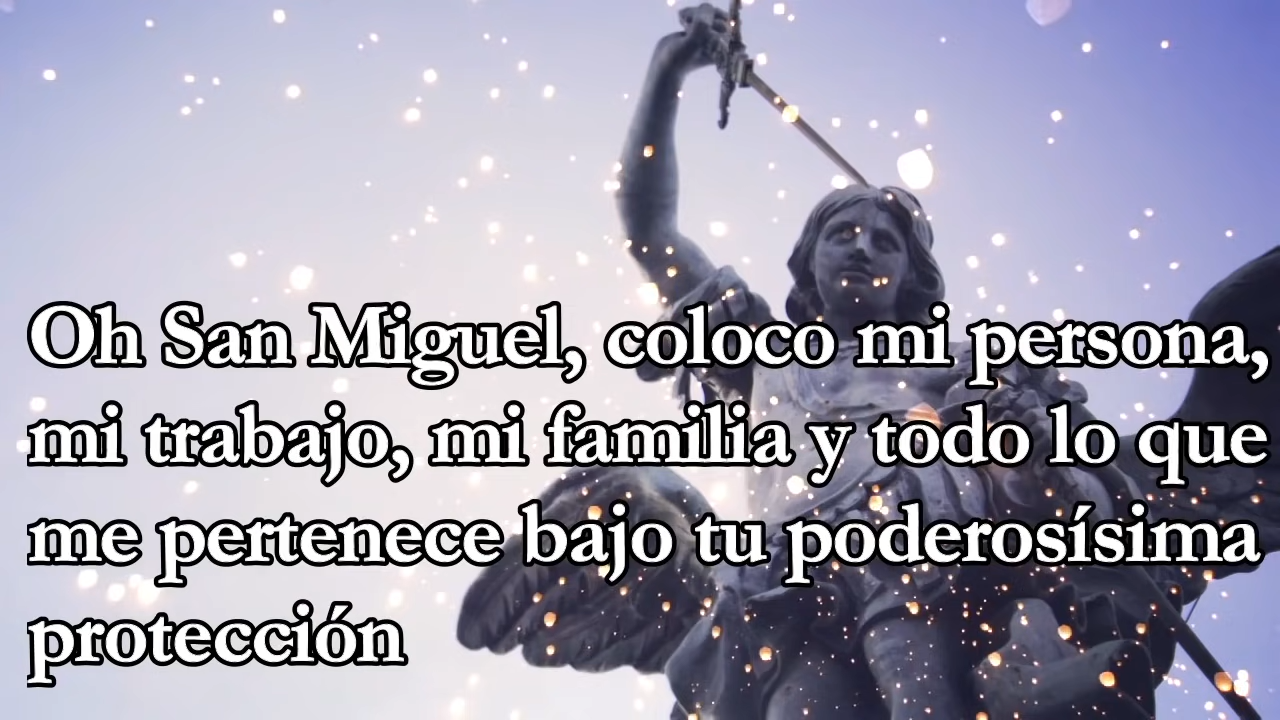 Oh San Miguel, coloco mi persona,
mi trabajo, mi familia y todo lo que
me pertenece bajo tu poderosísima
protección